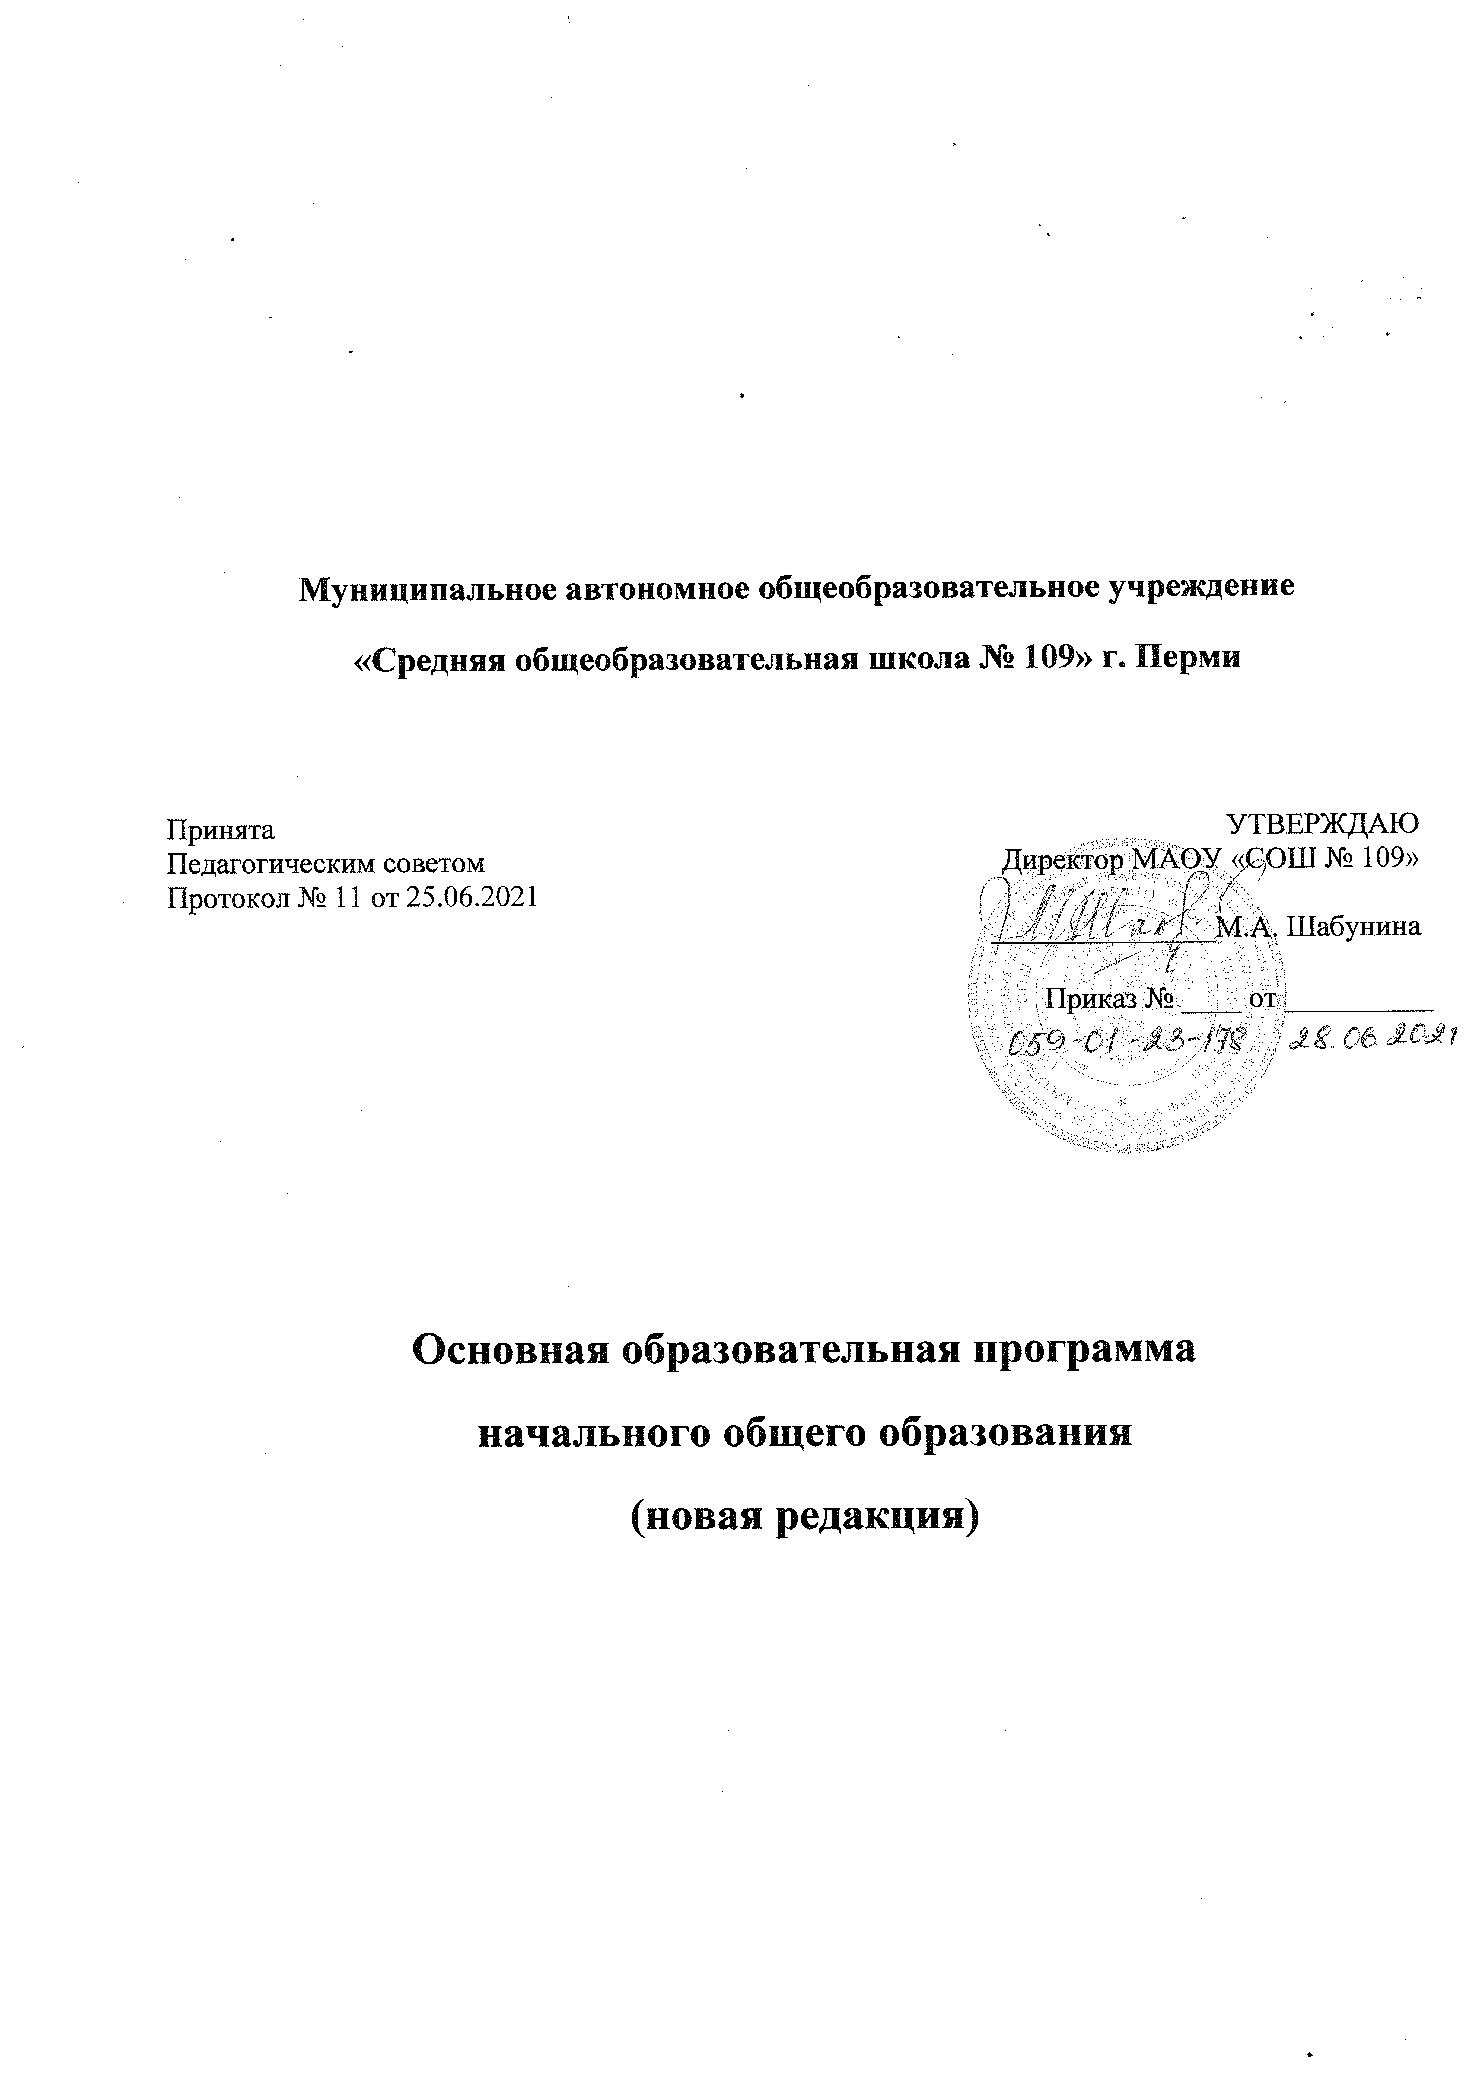 Муниципальное автономное общеобразовательное учреждение
«Средняя общеобразовательная школа № 109» г. Перми
Принята
Педагогическим советом
Протокол № 11 от 25.06.2021
УТВЕРЖДАЮ
Директор МАОУ «СОШ № 109»
М.А. Шабунина
Приказ № ____ от __________
059-01-23-178 28.06.2021
Основная образовательная программа
начального общего образования
(новая редакция)